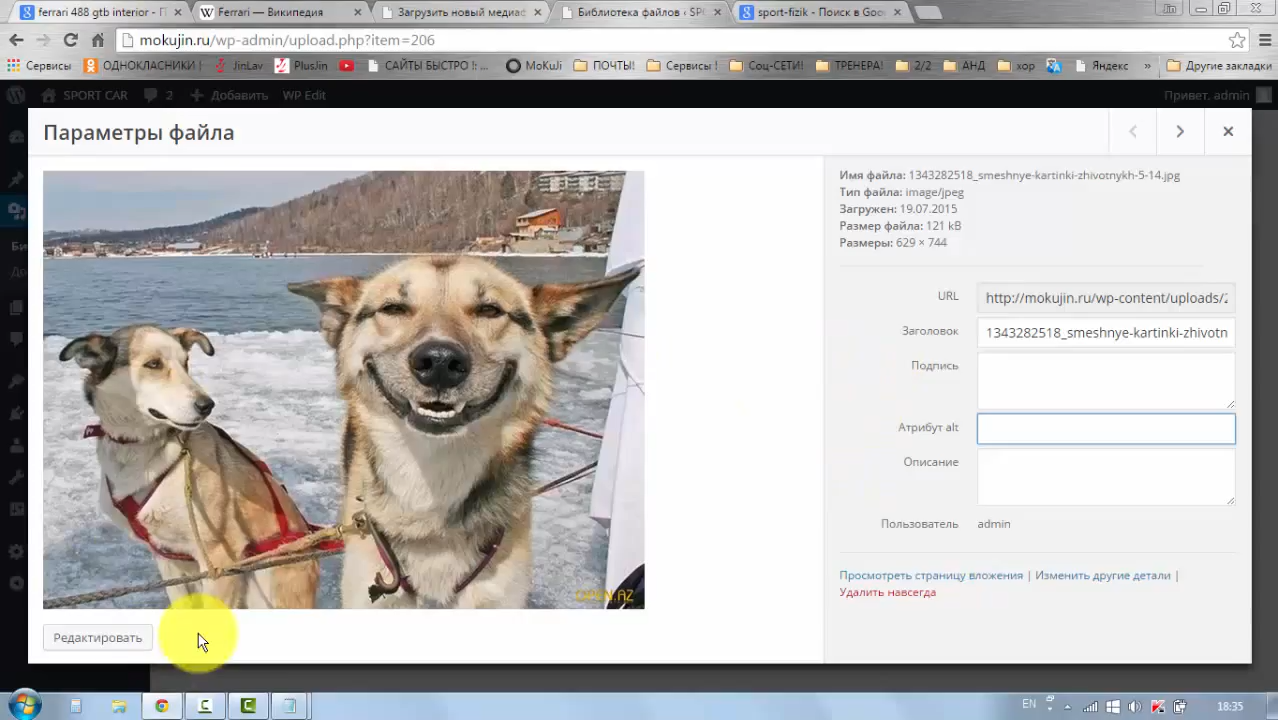 ferrari 488 gtb interior - П
Ferrari — Википедия
Загрузить новый медиаф
Библиотека файлов ‹ SPO
sport-fizik - Поиск в Goo
mokujin.ru/wp-admin/upload.php?item=206
Сервисы
ОДНОКЛАСНИКИ !
JinLav
PlusJin
САЙТЫ БЫСТРО !: ...
MoKuJi
ПОЧТЫ!
Сервисы !
Соц-СЕТИ!
ТРЕНЕРА!
2/2
АНД
хор
Яндекс
»
Другие закладки
SPORT CAR
2
Добавить
WP Edit
Привет, admin
Параметры файла
Имя файла: 1343282518_smeshnye-kartinki-zhivotnykh-5-14.jpg
Тип файла: image/jpeg
Загружен: 19.07.2015
Размер файла: 121 kB
Размеры: 629 × 744
URL
http://mokujin.ru/wp-content/uploads/2
Заголовок
1343282518_smeshnye-kartinki-zhivotn
Подпись
Атрибут alt
Описание
Пользователь
admin
Просмотреть страницу вложения | Изменить другие детали |
Удалить навсегда
OPEN.AZ
Редактировать
EN
18:35